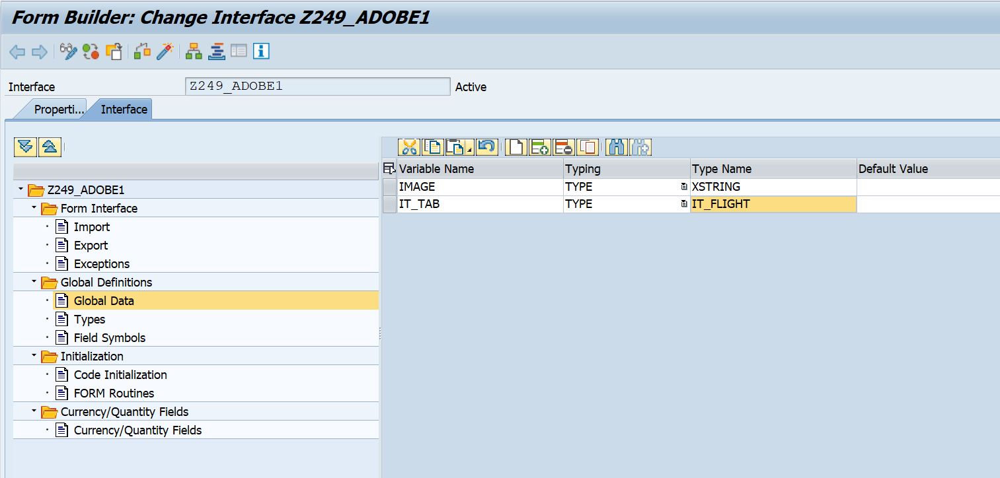 Form Builder: Change Interface Z249_ADOBE1
Interface Z249_ADOBE1 Active
Properti... Interface
Variable Name Typing Type Name Default Value
IMAGE TYPE XSTRING
IT_TAB TYPE IT_FLIGHT
Z249_ADOBE1
Form Interface
Import
Export
Exceptions
Global Definitions
Global Data
Types
Field Symbols
Initialization
Code Initialization
FORM Routines
Currency/Quantity Fields
Currency/Quantity Fields